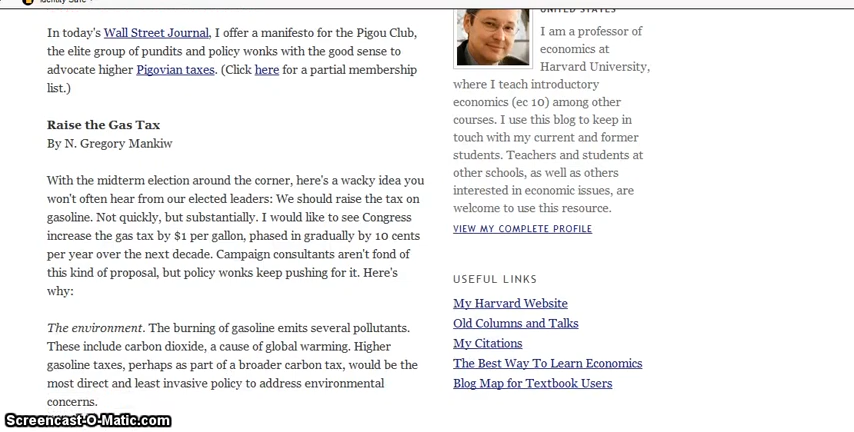 Identity Safe
In today's Wall Street Journal, I offer a manifesto for the Pigou Club,
the elite group of pundits and policy wonks with the good sense to
advocate higher Pigovian taxes. (Click here for a partial membership
list.)
Raise the Gas Tax
By N. Gregory Mankiw
With the midterm election around the corner, here's a wacky idea you
won't often hear from our elected leaders: We should raise the tax on
gasoline. Not quickly, but substantially. I would like to see Congress
increase the gas tax by $1 per gallon, phased in gradually by 10 cents
per year over the next decade. Campaign consultants aren't fond of
this kind of proposal, but policy wonks keep pushing for it. Here's
why:
The environment. The burning of gasoline emits several pollutants.
These include carbon dioxide, a cause of global warming. Higher
gasoline taxes, perhaps as part of a broader carbon tax, would be the
most direct and least invasive policy to address environmental
concerns.
UNITED STATES
I am a professor of
economics at
Harvard University,
where I teach introductory
economics (ec 10) among other
courses. I use this blog to keep in
touch with my current and former
students. Teachers and students at
other schools, as well as others
interested in economic issues, are
welcome to use this resource.
VIEW MY COMPLETE PROFILE
USEFUL LINKS
My Harvard Website
Old Columns and Talks
My Citations
The Best Way To Learn Economics
Blog Map for Textbook Users
Screencast-O-Matic.com